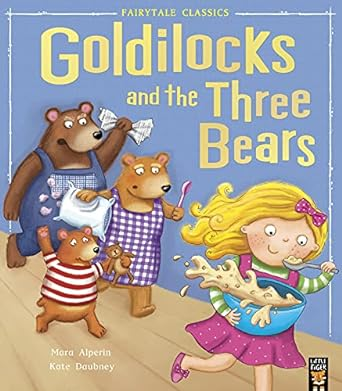 FAIRYTALE CLASSICS
Goldilocks
and the Three
Bears
Mara Alperin
Kate Daubney
LITTLE TIGER